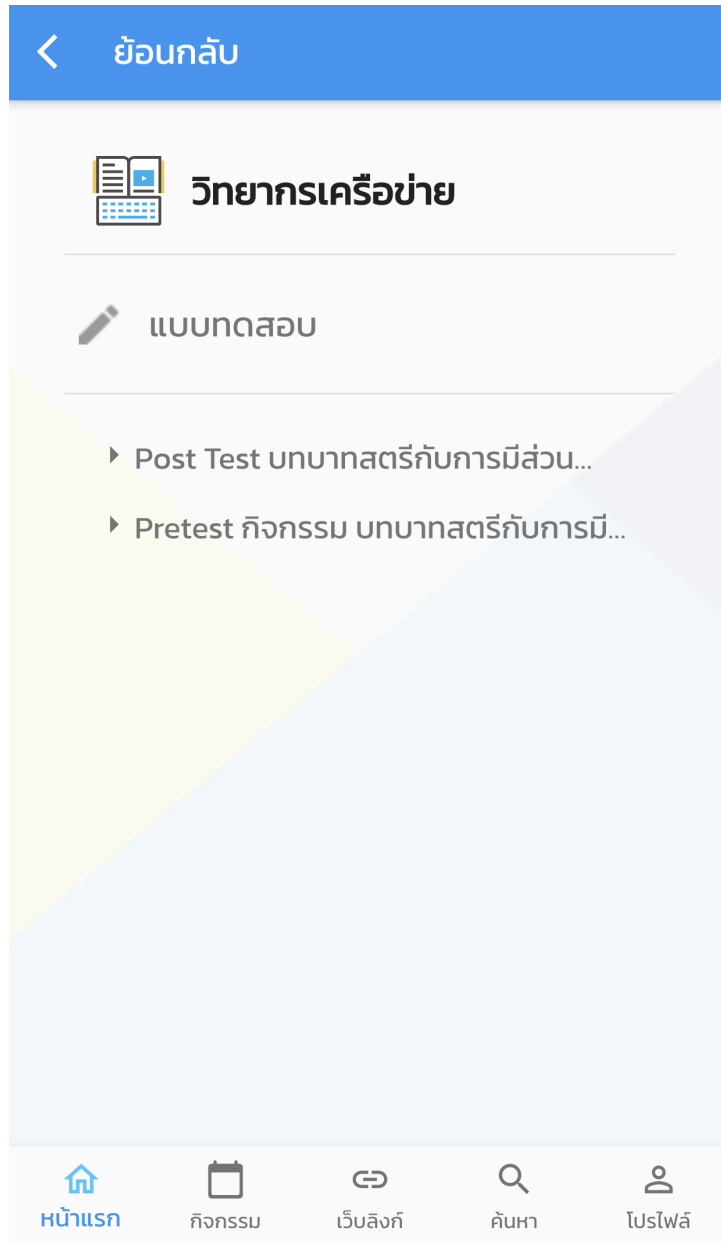 ย้อนกลับ
วิทยากรเครือข่าย
แบบทดสอบ
Post Test บทบาทสตรีกับการมีส่วน...
Pretest กิจกรรม บทบาทสตรีกับการมี...
หน้าแรก กิจกรรม เว็บลิงก์ ค้นหา โปรไฟล์